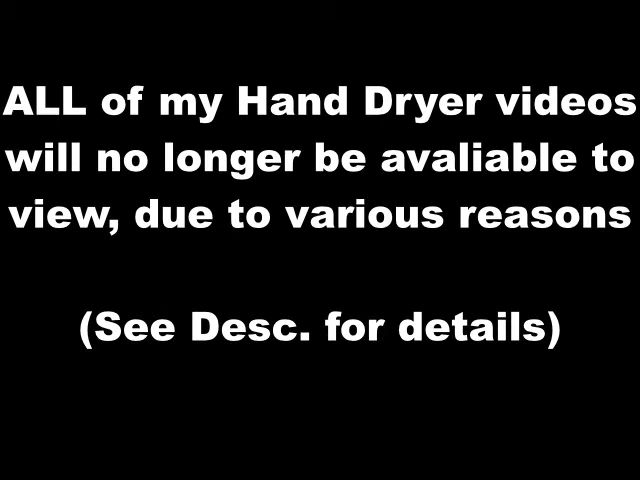 ALL of my Hand Dryer videos
will no longer be avaliable to
view, due to various reasons
(See Desc. for details)